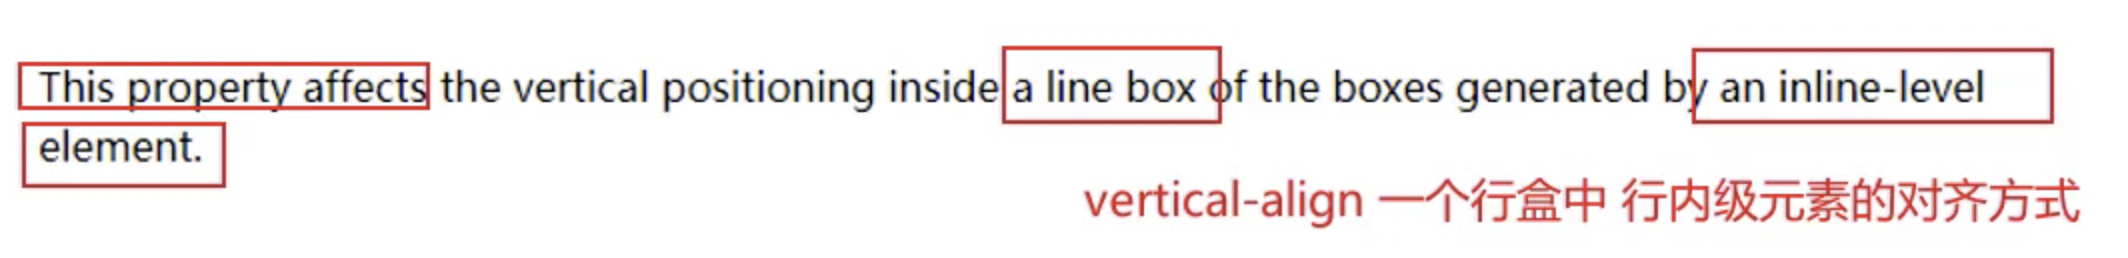 This property affects the vertical positioning inside a line box of the boxes generated by an inline-level
element.
vertical-align 一个行盒中 行内级元素的对齐方式